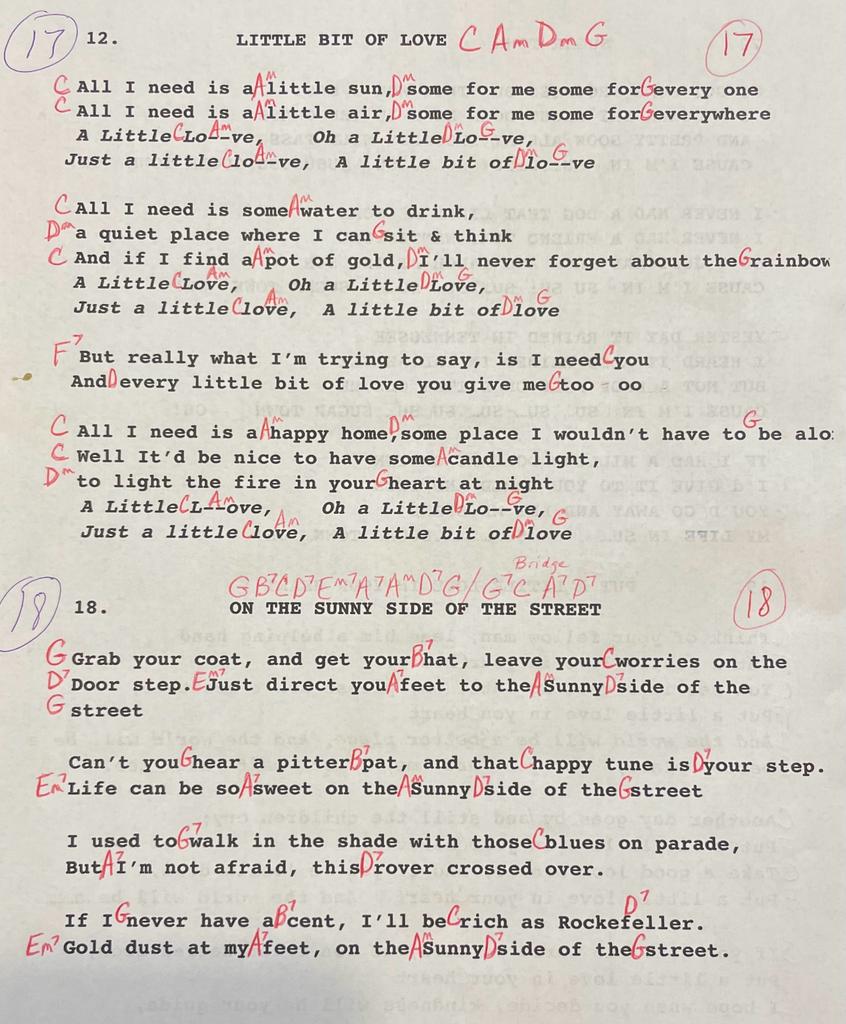 17 12. LITTLE BIT OF LOVE C Am Dm G 17
C All I need is a Am little sun, Dm some for me some for G every one
C All I need is a Am little air, Dm some for me some for G everywhere
A Little C Lo Am --ve, Oh a Little Dm Lo G --ve,
Just a little C lo Am --ve, A little bit of Dm lo G --ve
C All I need is some Am water to drink,
Dm a quiet place where I can G sit & think
C And if I find a Am pot of gold, Dm I'll never forget about the G rainbow
A Little C Love Am, Oh a Little Dm Love G,
Just a little C love Am, A little bit of Dm love G
F7 But really what I'm trying to say, is I need C you
And D every little bit of love you give me G too - oo
C All I need is a Am happy home, Dm some place I wouldn't have to G be
C Well It'd be nice to have some Am candle light,
Dm to light the fire in your G heart at night
A Little C L-- Am ove, Oh a Little Dm Lo G --ve,
Just a little C love Am, A little bit of Dm love G
G B7 C D7 Em7 A7 Am D7 G / G7 C A7 D7 Bridge
18 18. ON THE SUNNY SIDE OF THE STREET 18
G Grab your coat, and get your B7 hat, leave your C worries on the
D7 Door step. Em7 Just direct you A7 feet to the Am Sunny D7 side of the
G street
Can't you G hear a pitter B7 pat, and that C happy tune is D7 your step.
Em7 Life can be so A7 sweet on the Am Sunny D7 side of the G street
I used to G7 walk in the shade with those C blues on parade,
But A7 I'm not afraid, this D7 rover crossed over.
If I G never have a B7 cent, I'll be C rich as Rockefeller. D7
Em7 Gold dust at my A7 feet, on the Am Sunny D7 side of the G street.